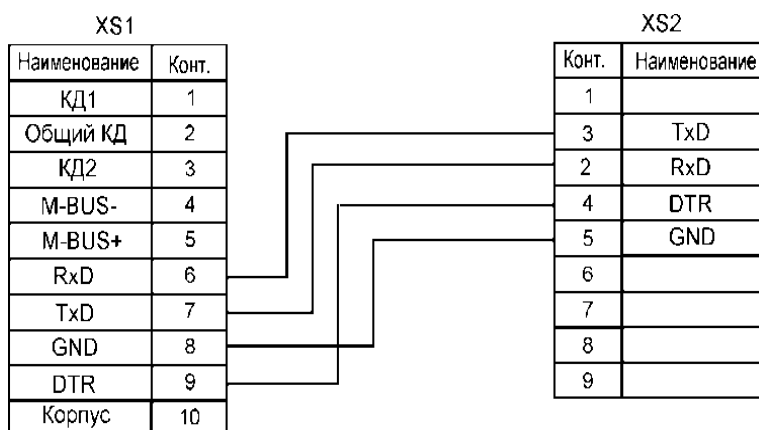 XS1
Наименование Конт.
КД1 1
Общий КД 2
КД2 3
M-BUS- 4
M-BUS+ 5
RxD 6
TxD 7
GND 8
DTR 9
Корпус 10
XS2
Конт. Наименование
1
3 TxD
2 RxD
4 DTR
5 GND
6
7
8
9